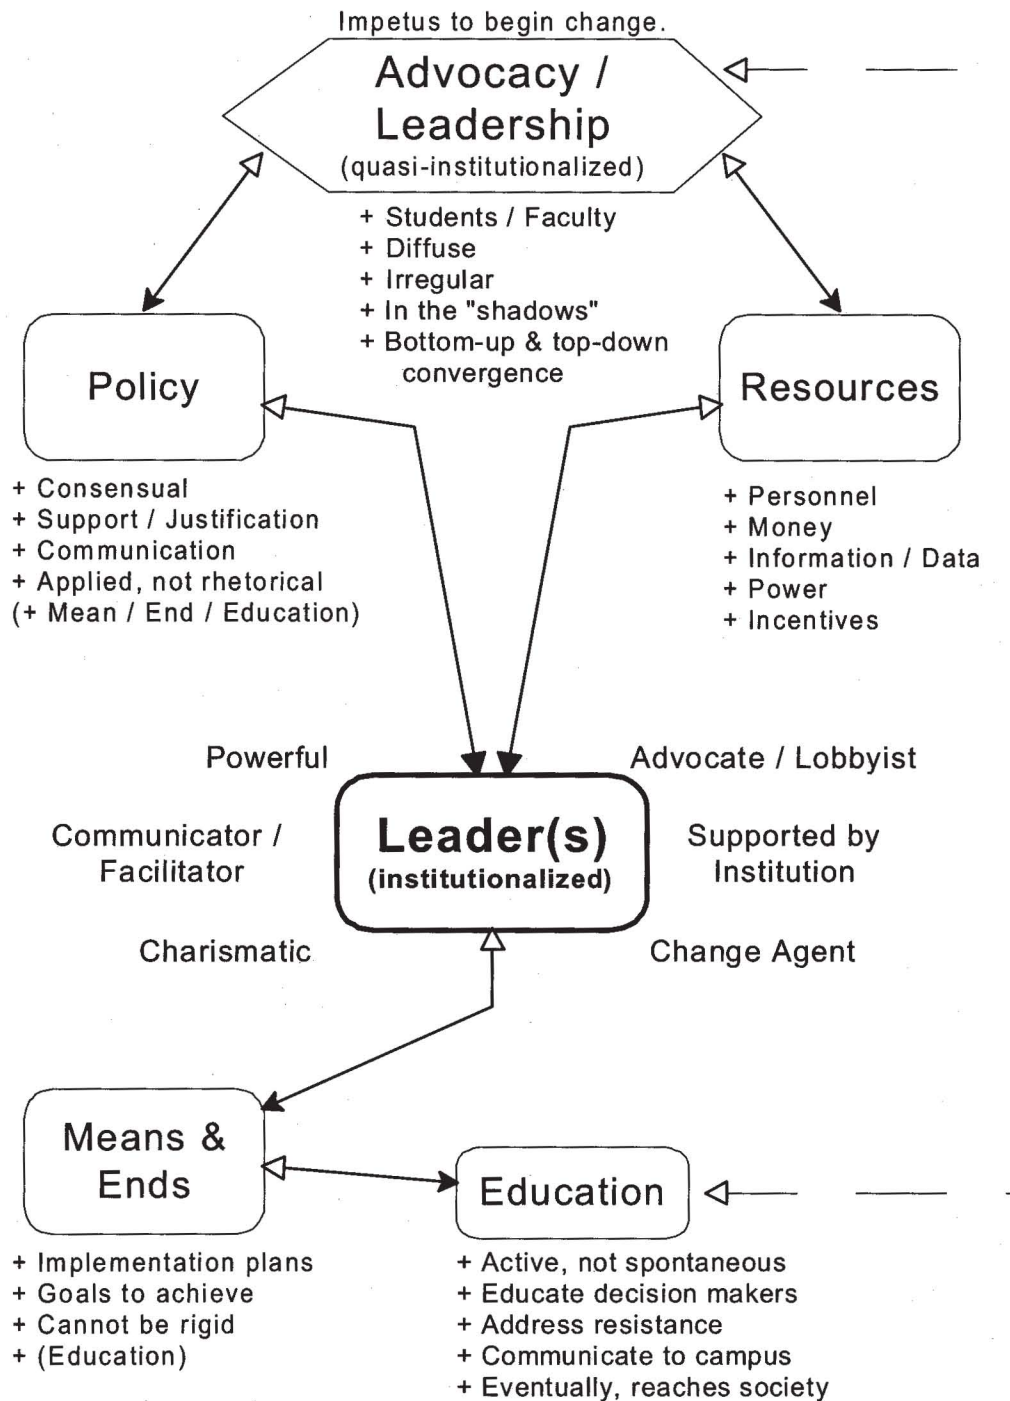 Impetus to begin change.
Advocacy /
Leadership
(quasi-institutionalized)
+ Students / Faculty
+ Diffuse
+ Irregular
+ In the "shadows"
+ Bottom-up & top-down
convergence
Policy
+ Consensual
+ Support / Justification
+ Communication
+ Applied, not rhetorical
(+ Mean / End / Education)
Resources
+ Personnel
+ Money
+ Information / Data
+ Power
+ Incentives
Powerful
Advocate / Lobbyist
Communicator /
Facilitator
Leader(s)
(institutionalized)
Supported by
Institution
Charismatic
Change Agent
Means &
Ends
+ Implementation plans
+ Goals to achieve
+ Cannot be rigid
+ (Education)
Education
+ Active, not spontaneous
+ Educate decision makers
+ Address resistance
+ Communicate to campus
+ Eventually, reaches society